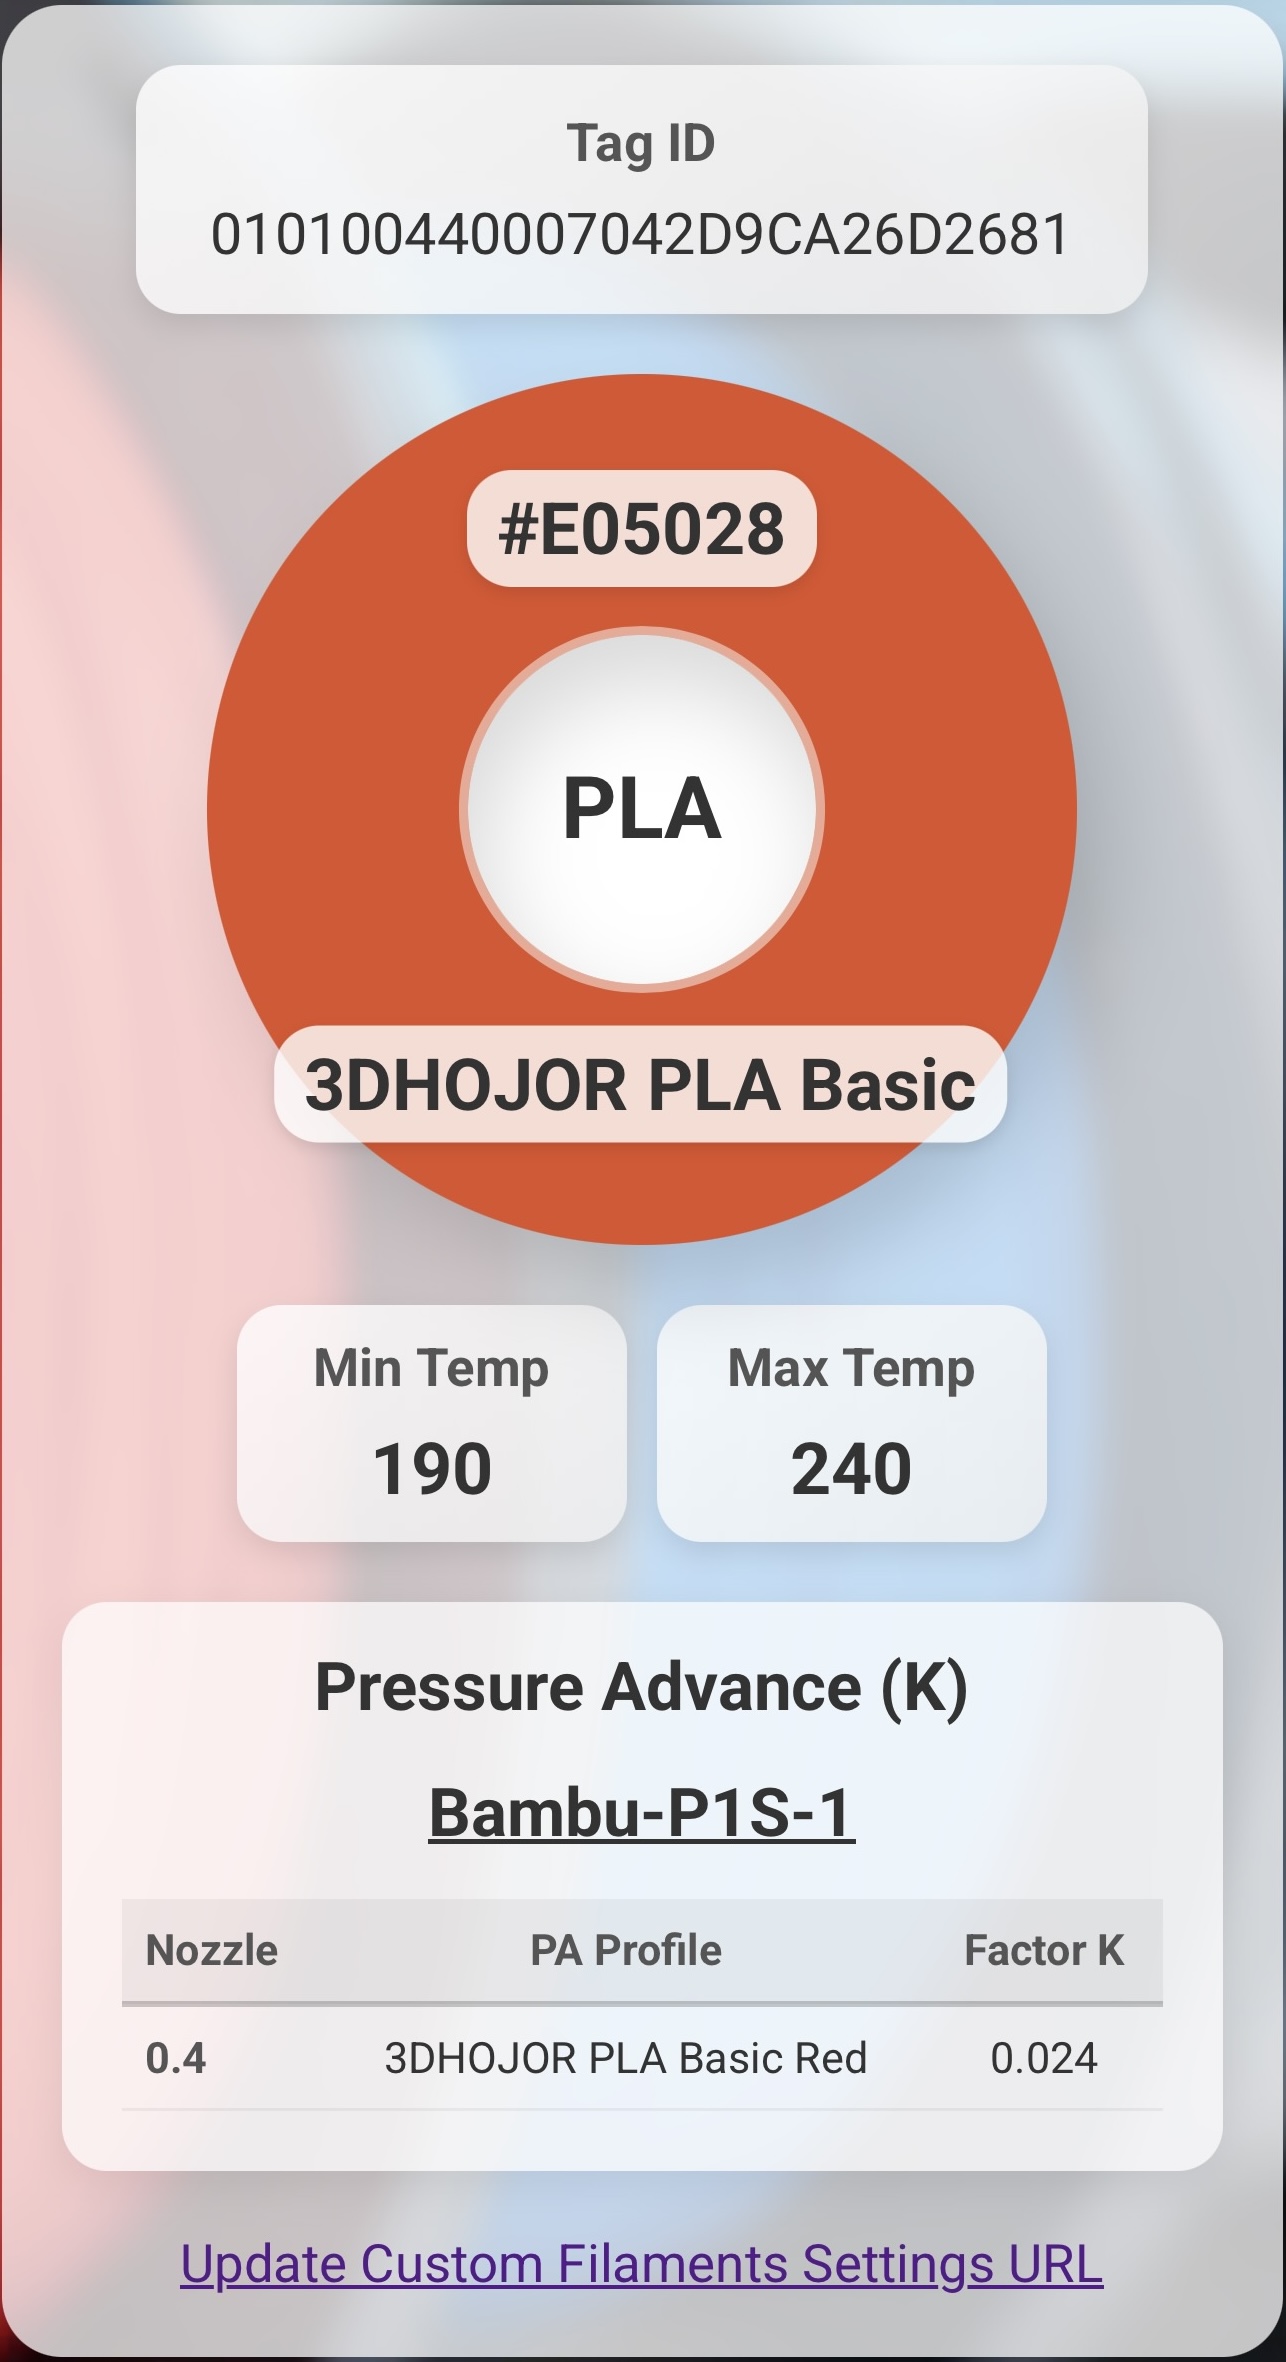 Tag ID
010100440007042D9CA26D2681
#E05028
PLA
3DHOJOR PLA Basic
Min Temp
190
Max Temp
240
Pressure Advance (K)
Bambu-P1S-1
Nozzle PA Profile Factor K
0.4 3DHOJOR PLA Basic Red 0.024
Update Custom Filaments Settings URL